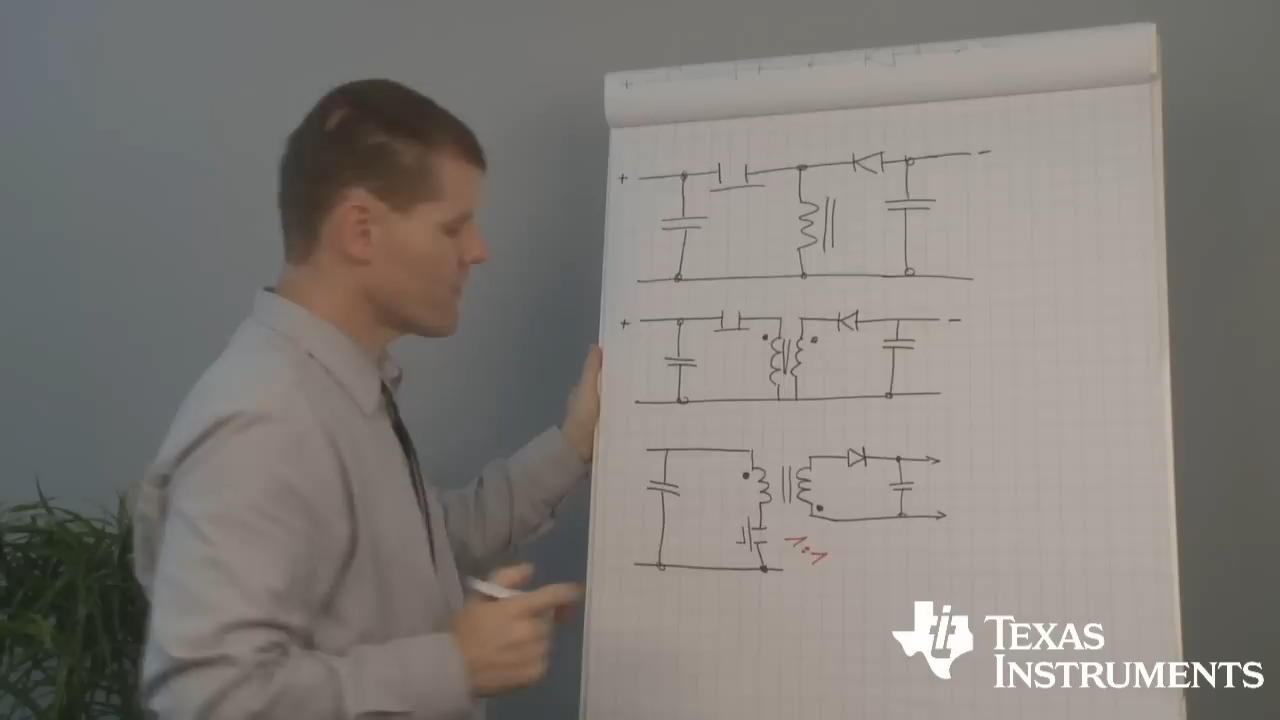 + -
+ -
1:1
TEXAS
INSTRUMENTS